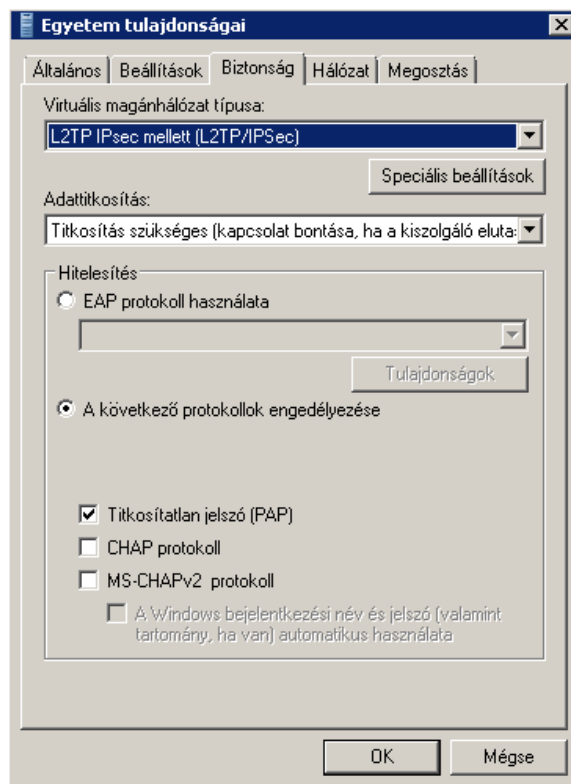 Egyetem tulajdonságai
Általános Beállítások Biztonság Hálózat Megosztás
Virtuális magánhálózat típusa:
L2TP IPsec mellett (L2TP/IPSec)
Speciális beállítások
Adattitkosítás:
Titkosítás szükséges (kapcsolat bontása, ha a kiszolgáló eluta
Hitelesítés
EAP protokoll használata
Tulajdonságok
A következő protokollok engedélyezése
Titkosítatlan jelszó (PAP)
CHAP protokoll
MS-CHAPv2 protokoll
A Windows bejelentkezési név és jelszó (valamint
tartomány, ha van) automatikus használata
OK Mégse